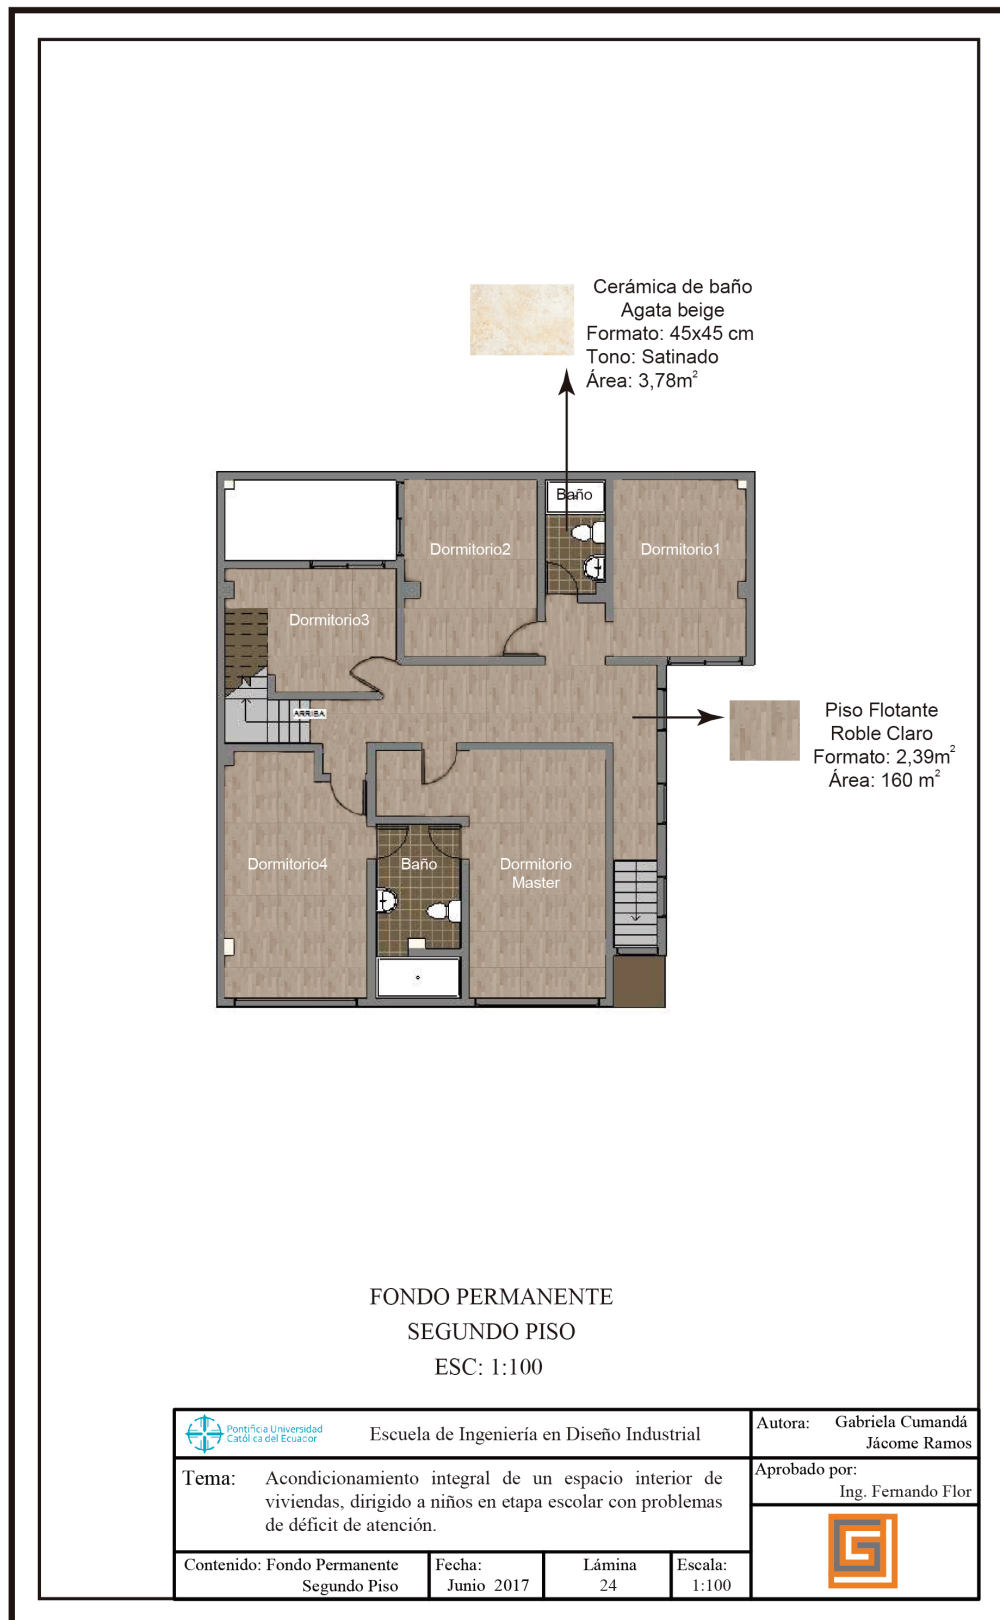 Cerámica de baño
Agata beige
Formato: 45x45 cm
Tono: Satinado
Área: 3,78m²
Baño
Dormitorio2
Dormitorio1
Dormitorio3
ARRIBA
Piso Flotante
Roble Claro
Formato: 2,39m²
Área: 160 m²
Dormitorio4
Baño
Dormitorio
Master
FONDO PERMANENTE
SEGUNDO PISO
ESC: 1:100
Pontificia Universidad
Católica del Ecuador
Escuela de Ingeniería en Diseño Industrial
Autora: Gabriela Cumandá
Jácome Ramos
Tema: Acondicionamiento integral de un espacio interior de
viviendas, dirigido a niños en etapa escolar con problemas
de déficit de atención.
Aprobado por:
Ing. Fernando Flor
Contenido: Fondo Permanente
Segundo Piso
Fecha:
Junio 2017
Lámina
24
Escala:
1:100